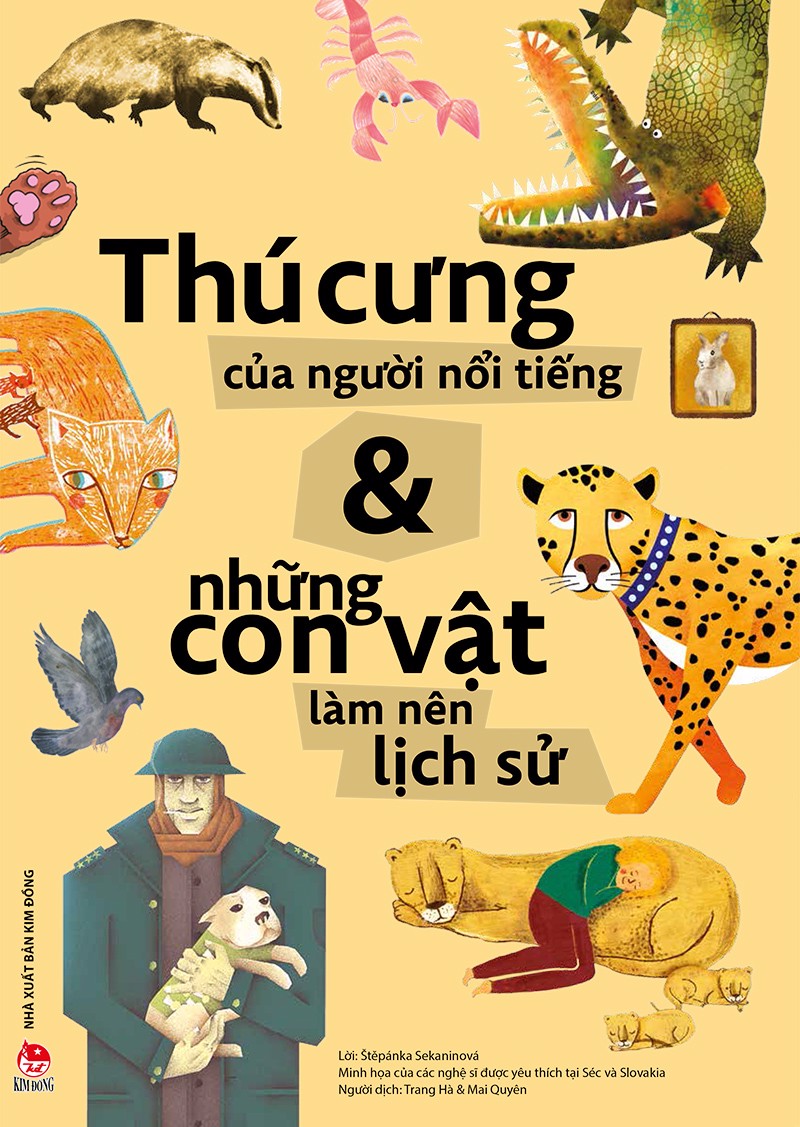 Thú cưng
của người nổi tiếng
&
những
con vật
làm nên
lịch sử
NHÀ XUẤT BẢN KIM ĐỒNG
KIM ĐỒNG
Lời: Štěpánka Sekaninová
Minh họa của các nghệ sĩ được yêu thích tại Séc và Slovakia
Người dịch: Trang Hà & Mai Quyên